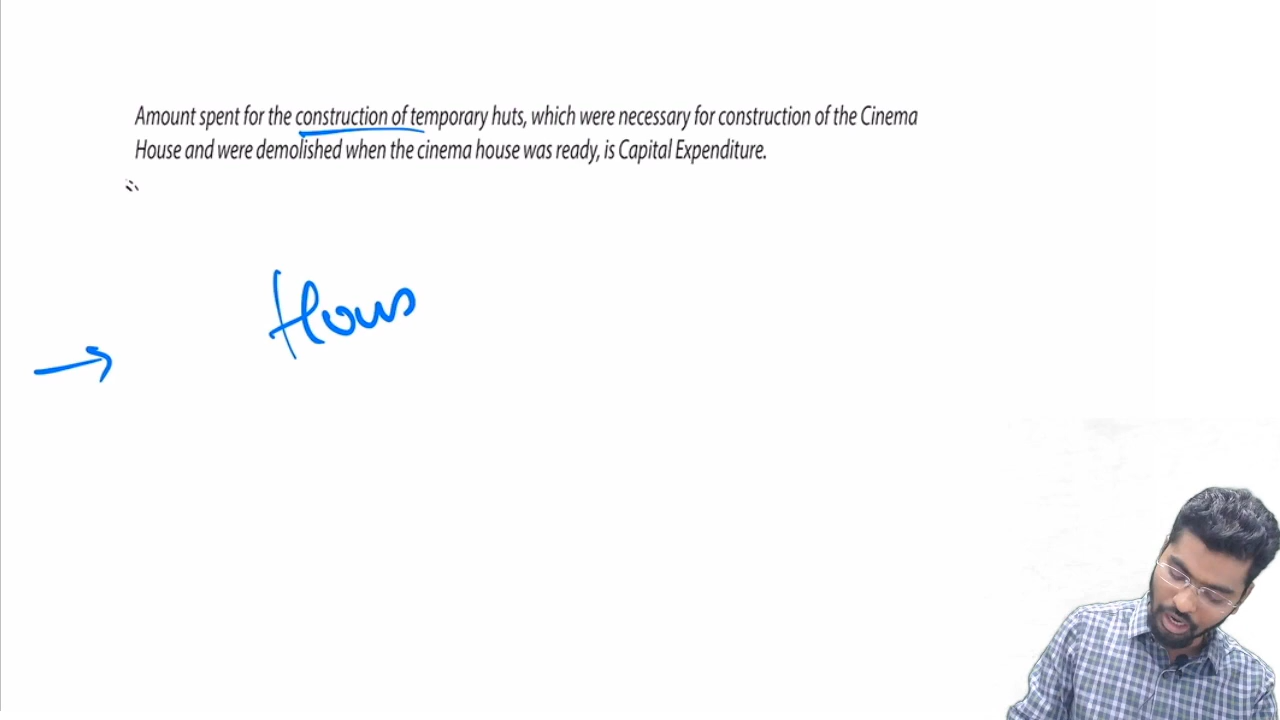 Amount spent for the construction of temporary huts, which were necessary for construction of the Cinema
House and were demolished when the cinema house was ready, is Capital Expenditure.
Hous